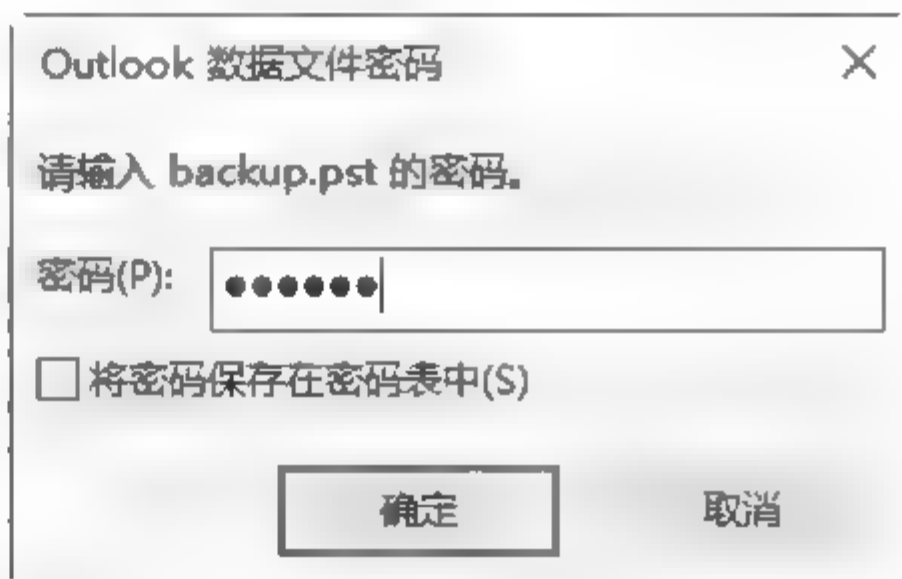 Outlook 数据文件密码
请输入 backup.pst 的密码。
密码(P): ●●●●●●
将密码保存在密码表中(S)
确定 取消